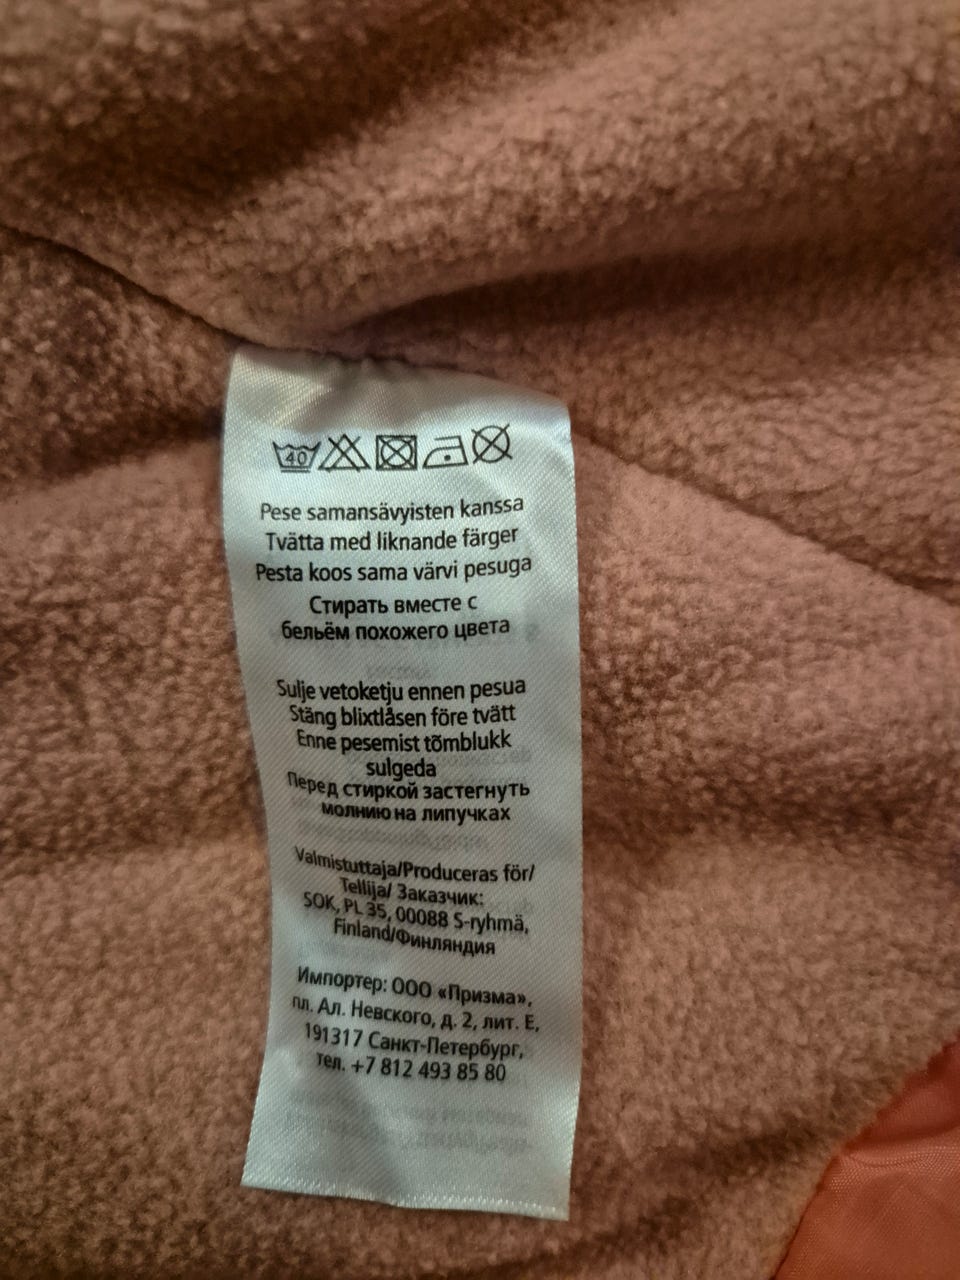 40
Pese samansävyisten kanssa
Tvätta med liknande färger
Pesta koos sama värvi pesuga
Стирать вместе с
бельём похожего цвета
Sulje vetoketju ennen pesua
Stäng blixtlåsen före tvätt
Enne pesemist tõmblukk
sulgeda
Перед стиркой застегнуть
молнию на липучках
Valmistuttaja/Produceras för/
Tellija/ Заказчик:
SOK, PL 35, 00088 S-ryhmä,
Finland/Финляндия
Импортер: ООО «Призма»,
пл. Ал. Невского, д. 2, лит. Е,
191317 Санкт-Петербург,
тел. +7 812 493 85 80